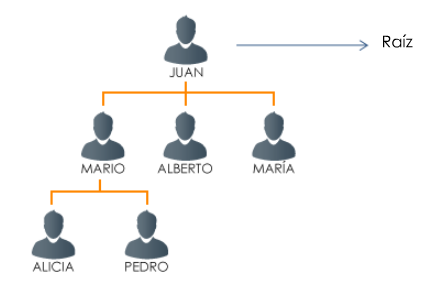 Raíz
JUAN
MARIO ALBERTO MARÍA
ALICIA PEDRO